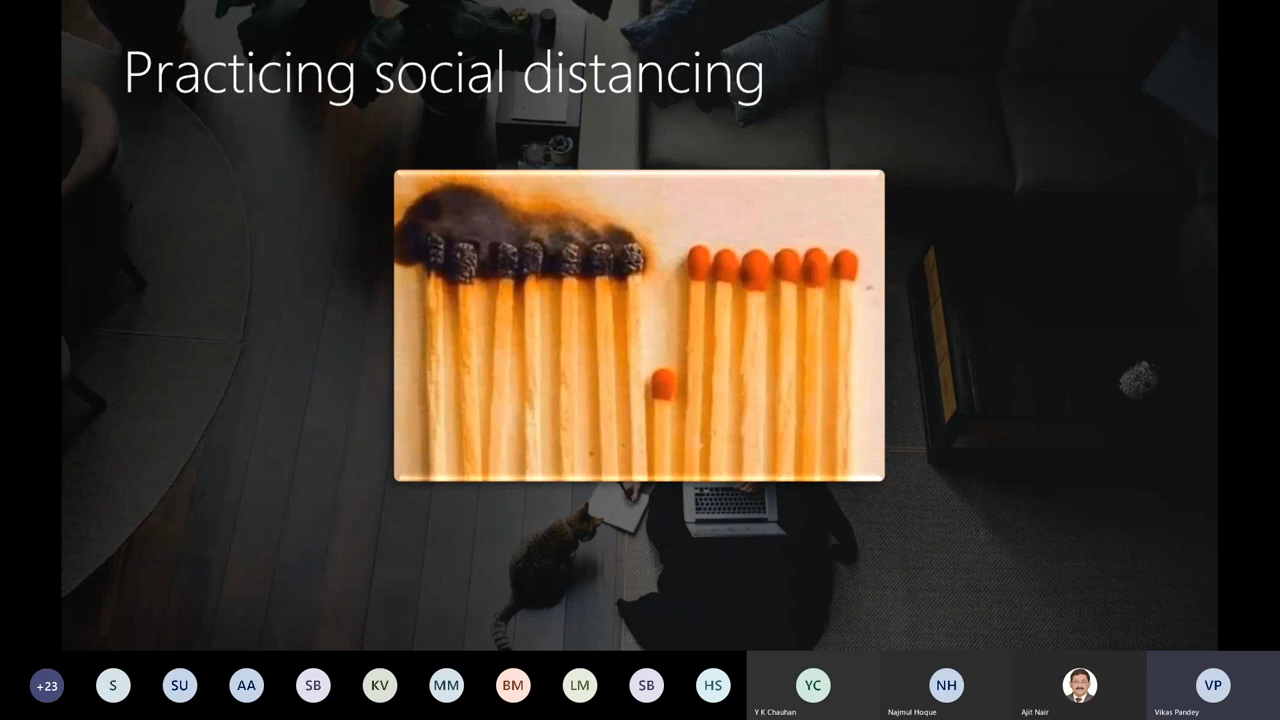 Practicing social distancing
+23
S
SU
AA
SB
KV
MM
BM
LM
SB
HS
YC
Y K Chauhan
NH
Najmul Hoque
Ajit Nair
VP
Vikas Pandey